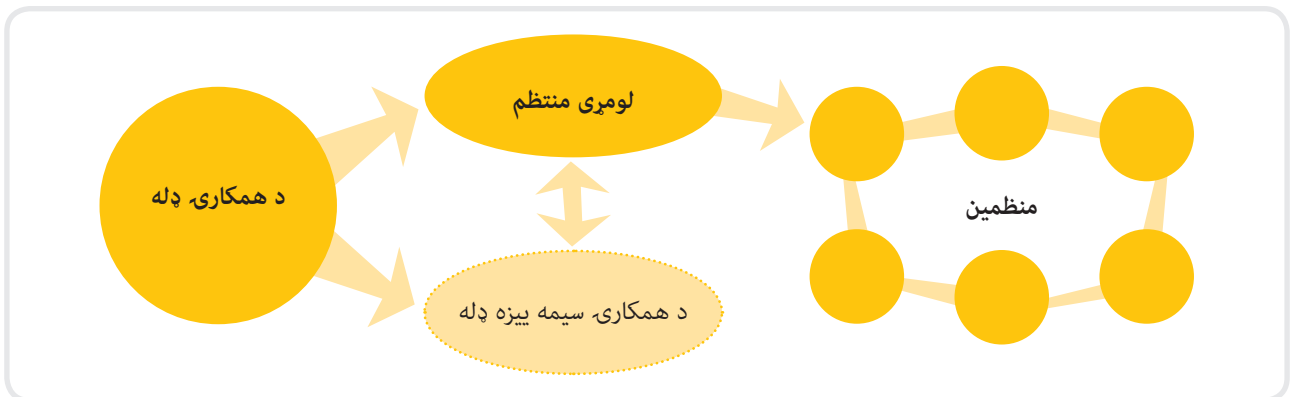 د همکارۍ ډله
لومړی منتظم
د همکارۍ سیمه ییزه ډله
منظمین